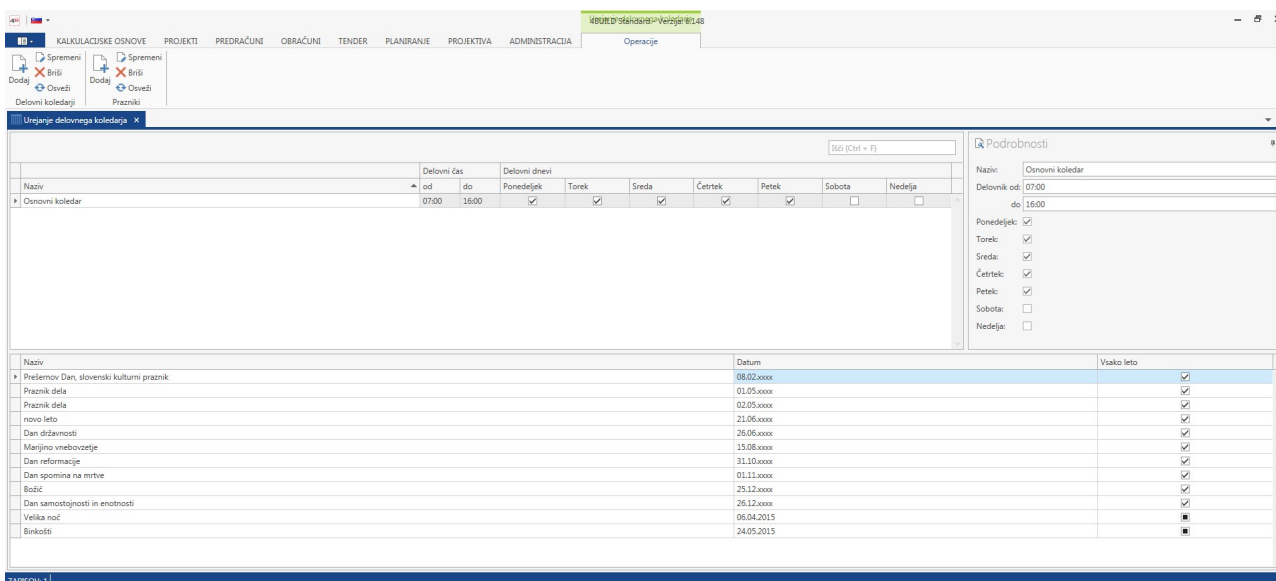 4BUILD Standard - Verzija: 6.148
KALKULACIJSKE OSNOVE PROJEKTI PREDRAČUNI OBRAČUNI TENDER PLANIRANJE PROJEKTIVA ADMINISTRACIJA Operacije
Dodaj Spremeni Briši Osveži
Dodaj Spremeni Briši Osveži
Delovni koledarji Prazniki
Urejanje delovnega koledarja
Išči (Ctrl + F)
Delovni čas Delovni dnevi
Naziv od do Ponedeljek Torek Sreda Četrtek Petek Sobota Nedelja
Osnovni koledar 07:00 16:00
Podrobnosti
Naziv: Osnovni koledar
Delovnik od: 07:00
do 16:00
Ponedeljek:
Torek:
Sreda:
Četrtek:
Petek:
Sobota:
Nedelja:
Naziv Datum Vsako leto
Prešernov Dan, slovenski kulturni praznik 08.02.xxxx
Praznik dela 01.05.xxxx
Praznik dela 02.05.xxxx
novo leto 21.06.xxxx
Dan državnosti 26.06.xxxx
Marijino vnebovzetje 15.08.xxxx
Dan reformacije 31.10.xxxx
Dan spomina na mrtve 01.11.xxxx
Božič 25.12.xxxx
Dan samostojnosti in enotnosti 26.12.xxxx
Velika noč 06.04.2015
Binkošti 24.05.2015
ZAPISOV: 1